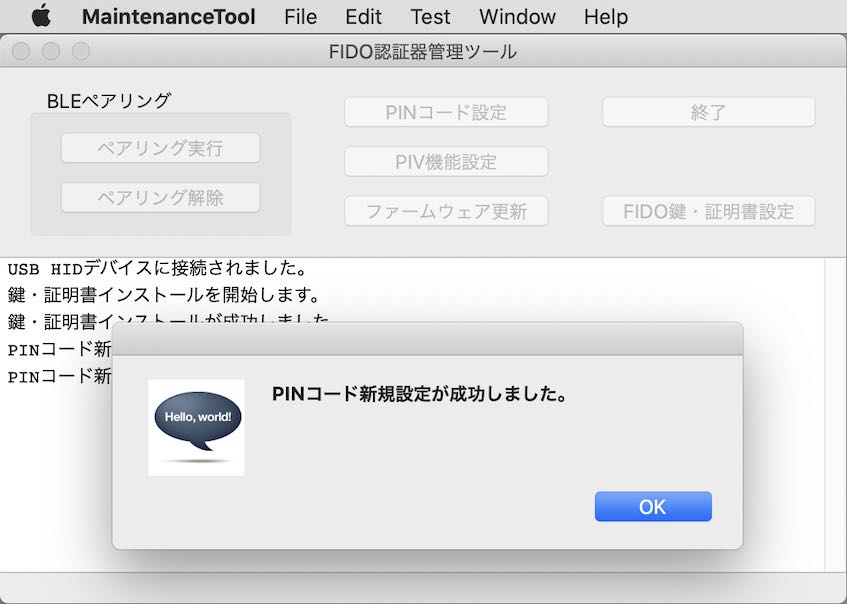 MaintenanceTool File Edit Test Window Help
FIDO認証器管理ツール
BLEペアリング
ペアリング実行
ペアリング解除
PINコード設定
PIV機能設定
ファームウェア更新
終了
FIDO鍵・証明書設定
USB HIDデバイスに接続されました。
鍵・証明書インストールを開始します。
鍵・証明書インストールが成功しました
PINコード新
PINコード新
Hello, world!
PINコード新規設定が成功しました。
OK